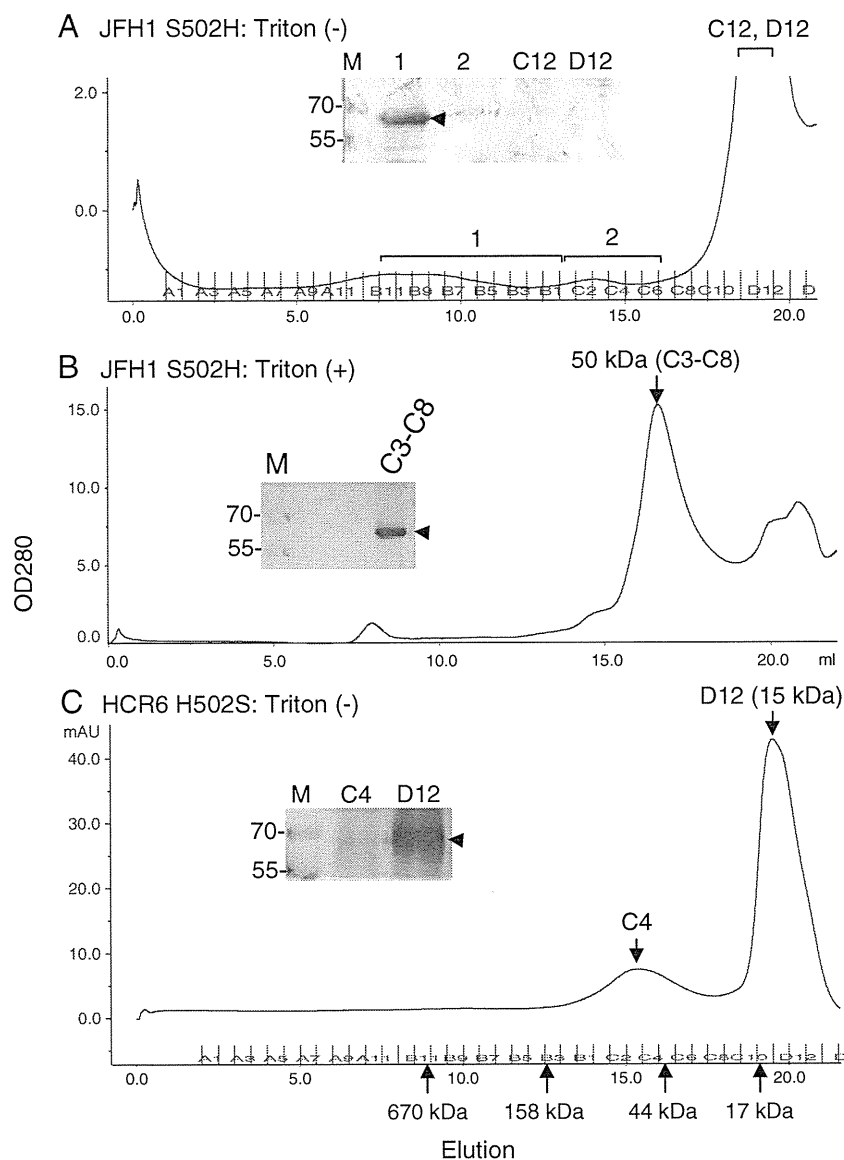 A JFH1 S502H: Triton (-)
C12, D12
M 1 2 C12 D12
70-
55-
2.0
0.0
1 2
A1 A3 A5 A7 A9 A11 B11 B9 B7 B5 B3 B1 C2 C4 C6 C8 C10 D12 D
0.0 5.0 10.0 15.0 20.0
B JFH1 S502H: Triton (+)
50 kDa (C3-C8)
15.0
10.0
5.0
0.0
M C3-C8
70-
55-
OD280
0.0 5.0 10.0 15.0 20.0 ml
C HCR6 H502S: Triton (-)
D12 (15 kDa)
mAU
40.0
30.0
20.0
10.0
0.0
M C4 D12
70-
55-
C4
A1 A3 A5 A7 A9 A11 B11 B9 B7 B5 B3 B1 C2 C4 C6 C8 C10 D12 D
0.0 5.0 10.0 15.0 20.0
670 kDa 158 kDa 44 kDa 17 kDa
Elution